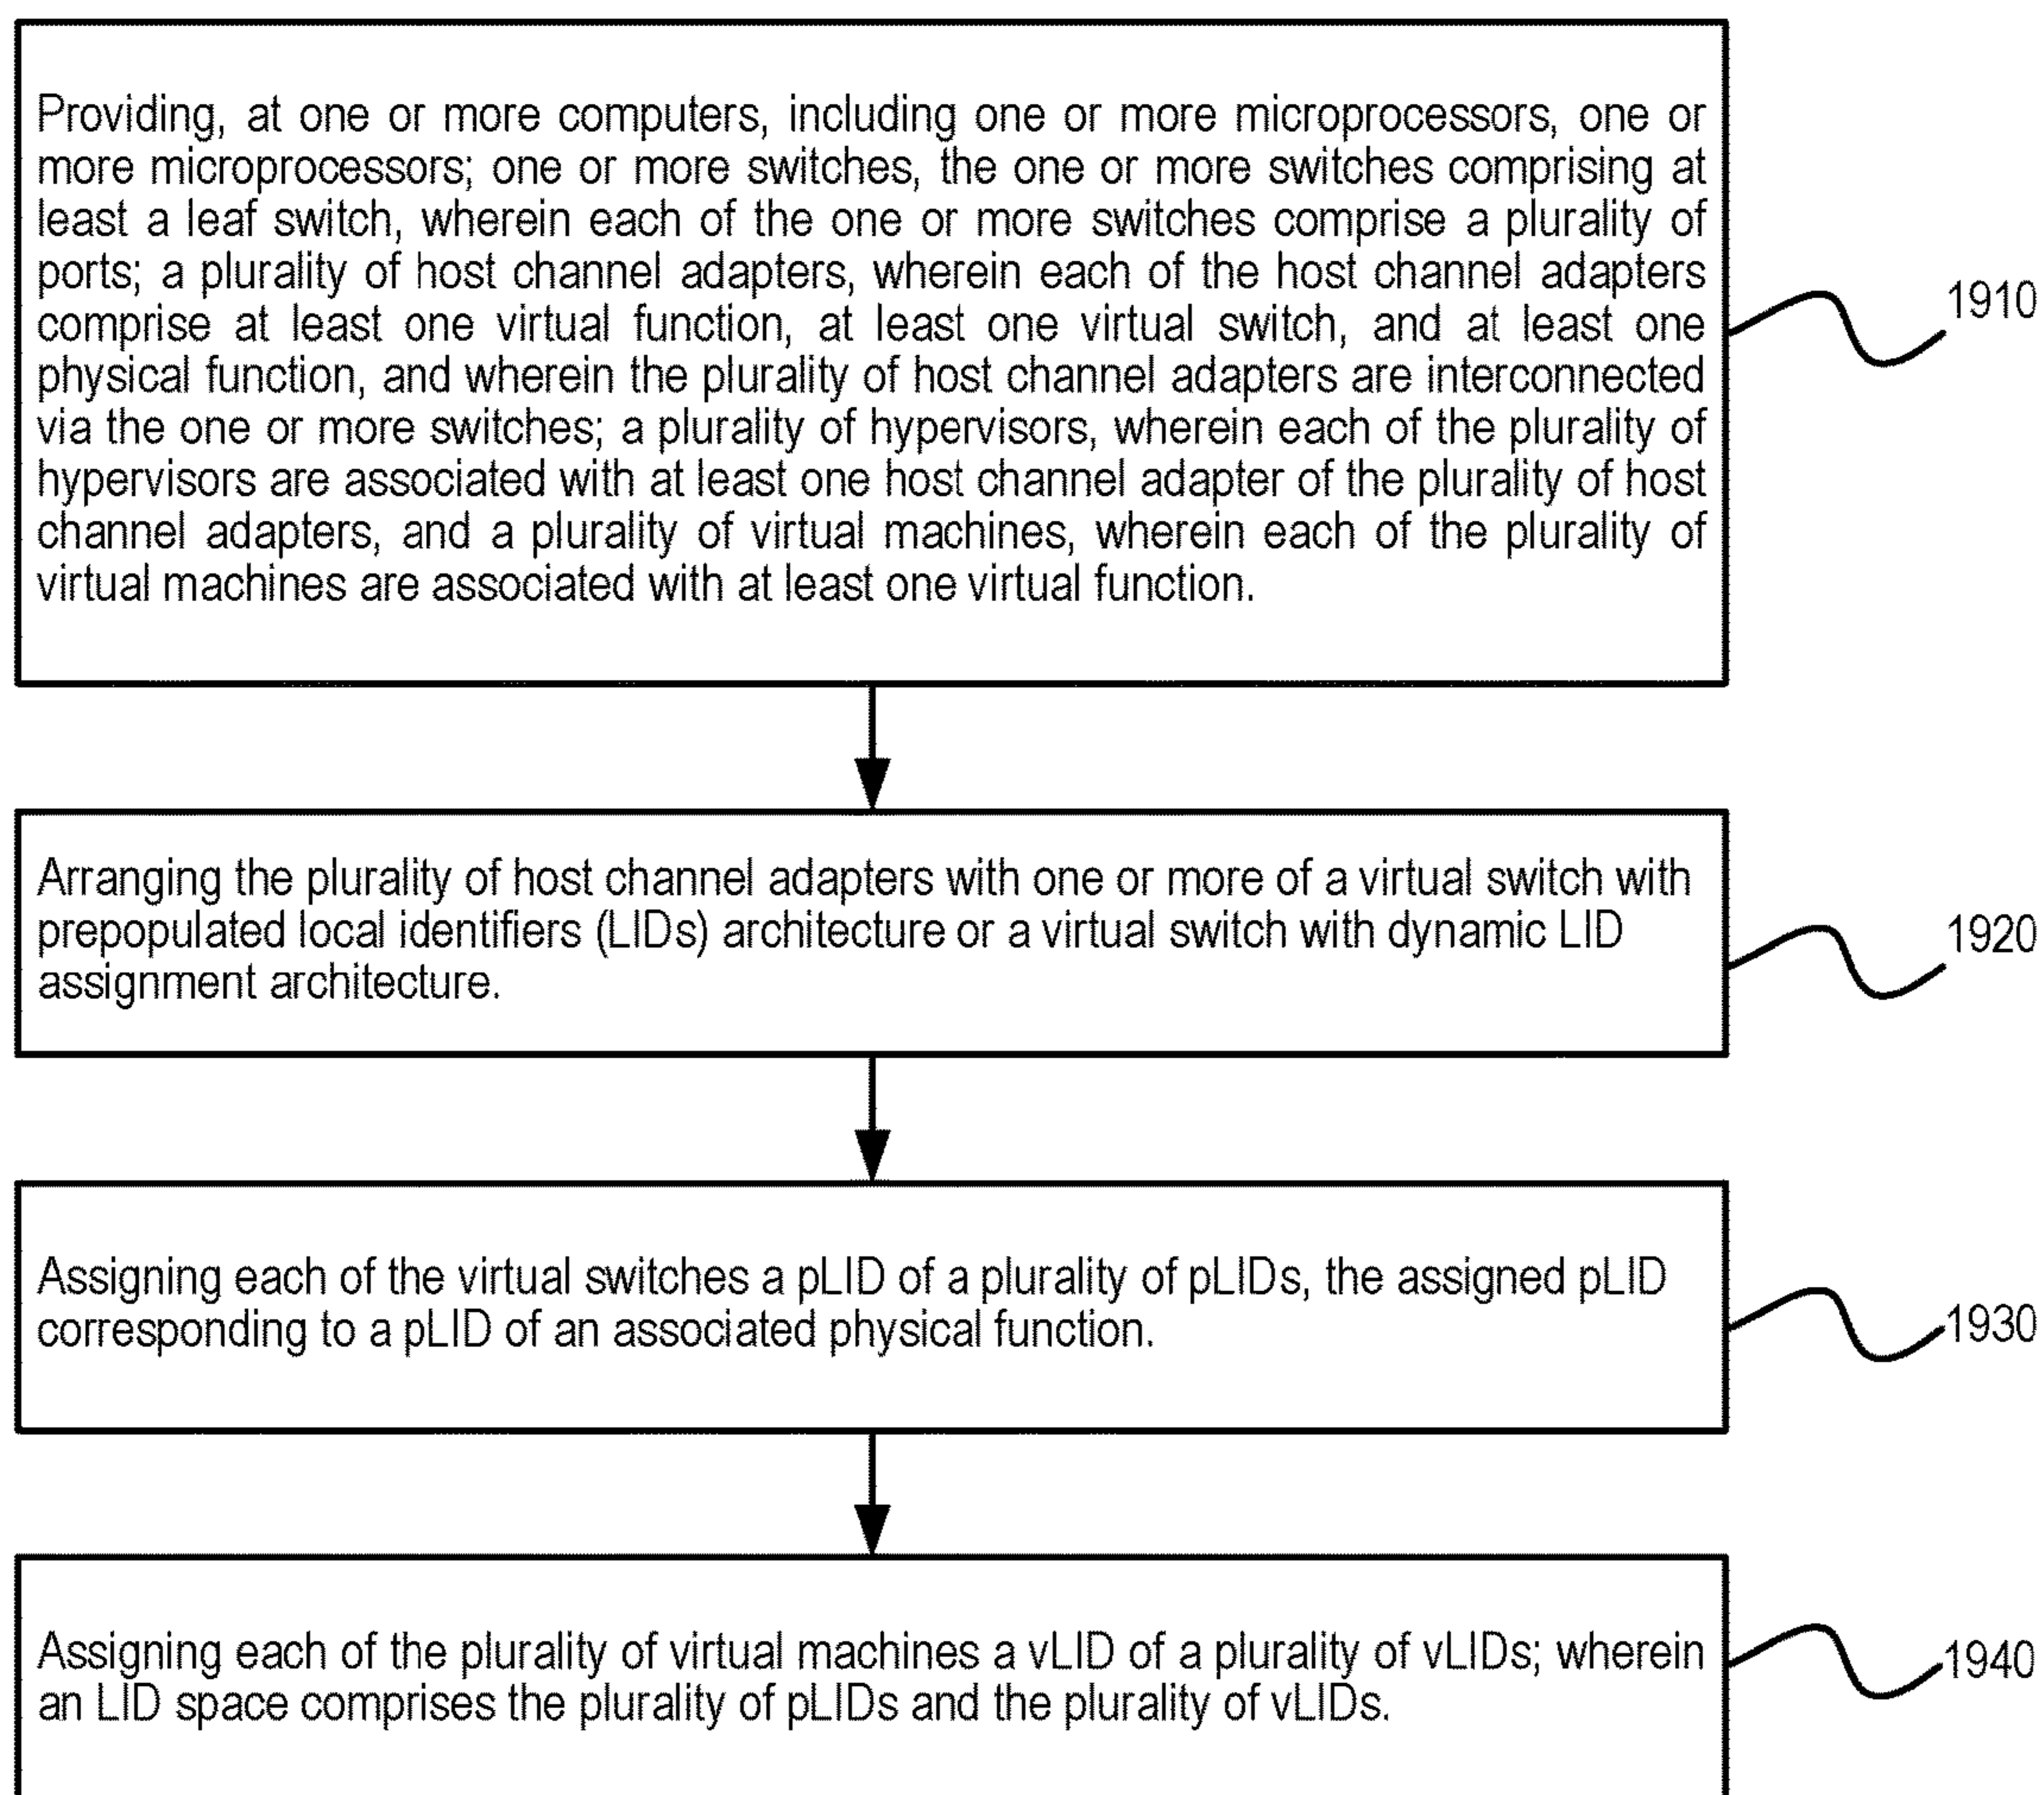 Providing, at one or more computers, including one or more microprocessors, one or
more microprocessors; one or more switches, the one or more switches comprising at
least a leaf switch, wherein each of the one or more switches comprise a plurality of
ports; a plurality of host channel adapters, wherein each of the host channel adapters
comprise at least one virtual function, at least one virtual switch, and at least one
physical function, and wherein the plurality of host channel adapters are interconnected
via the one or more switches; a plurality of hypervisors, wherein each of the plurality of
hypervisors are associated with at least one host channel adapter of the plurality of host
channel adapters, and a plurality of virtual machines, wherein each of the plurality of
virtual machines are associated with at least one virtual function.
1910
Arranging the plurality of host channel adapters with one or more of a virtual switch with
prepopulated local identifiers (LIDs) architecture or a virtual switch with dynamic LID
assignment architecture.
1920
Assigning each of the virtual switches a pLID of a plurality of pLIDs, the assigned pLID
corresponding to a pLID of an associated physical function.
1930
Assigning each of the plurality of virtual machines a vLID of a plurality of vLIDs; wherein
an LID space comprises the plurality of pLIDs and the plurality of vLIDs.
1940